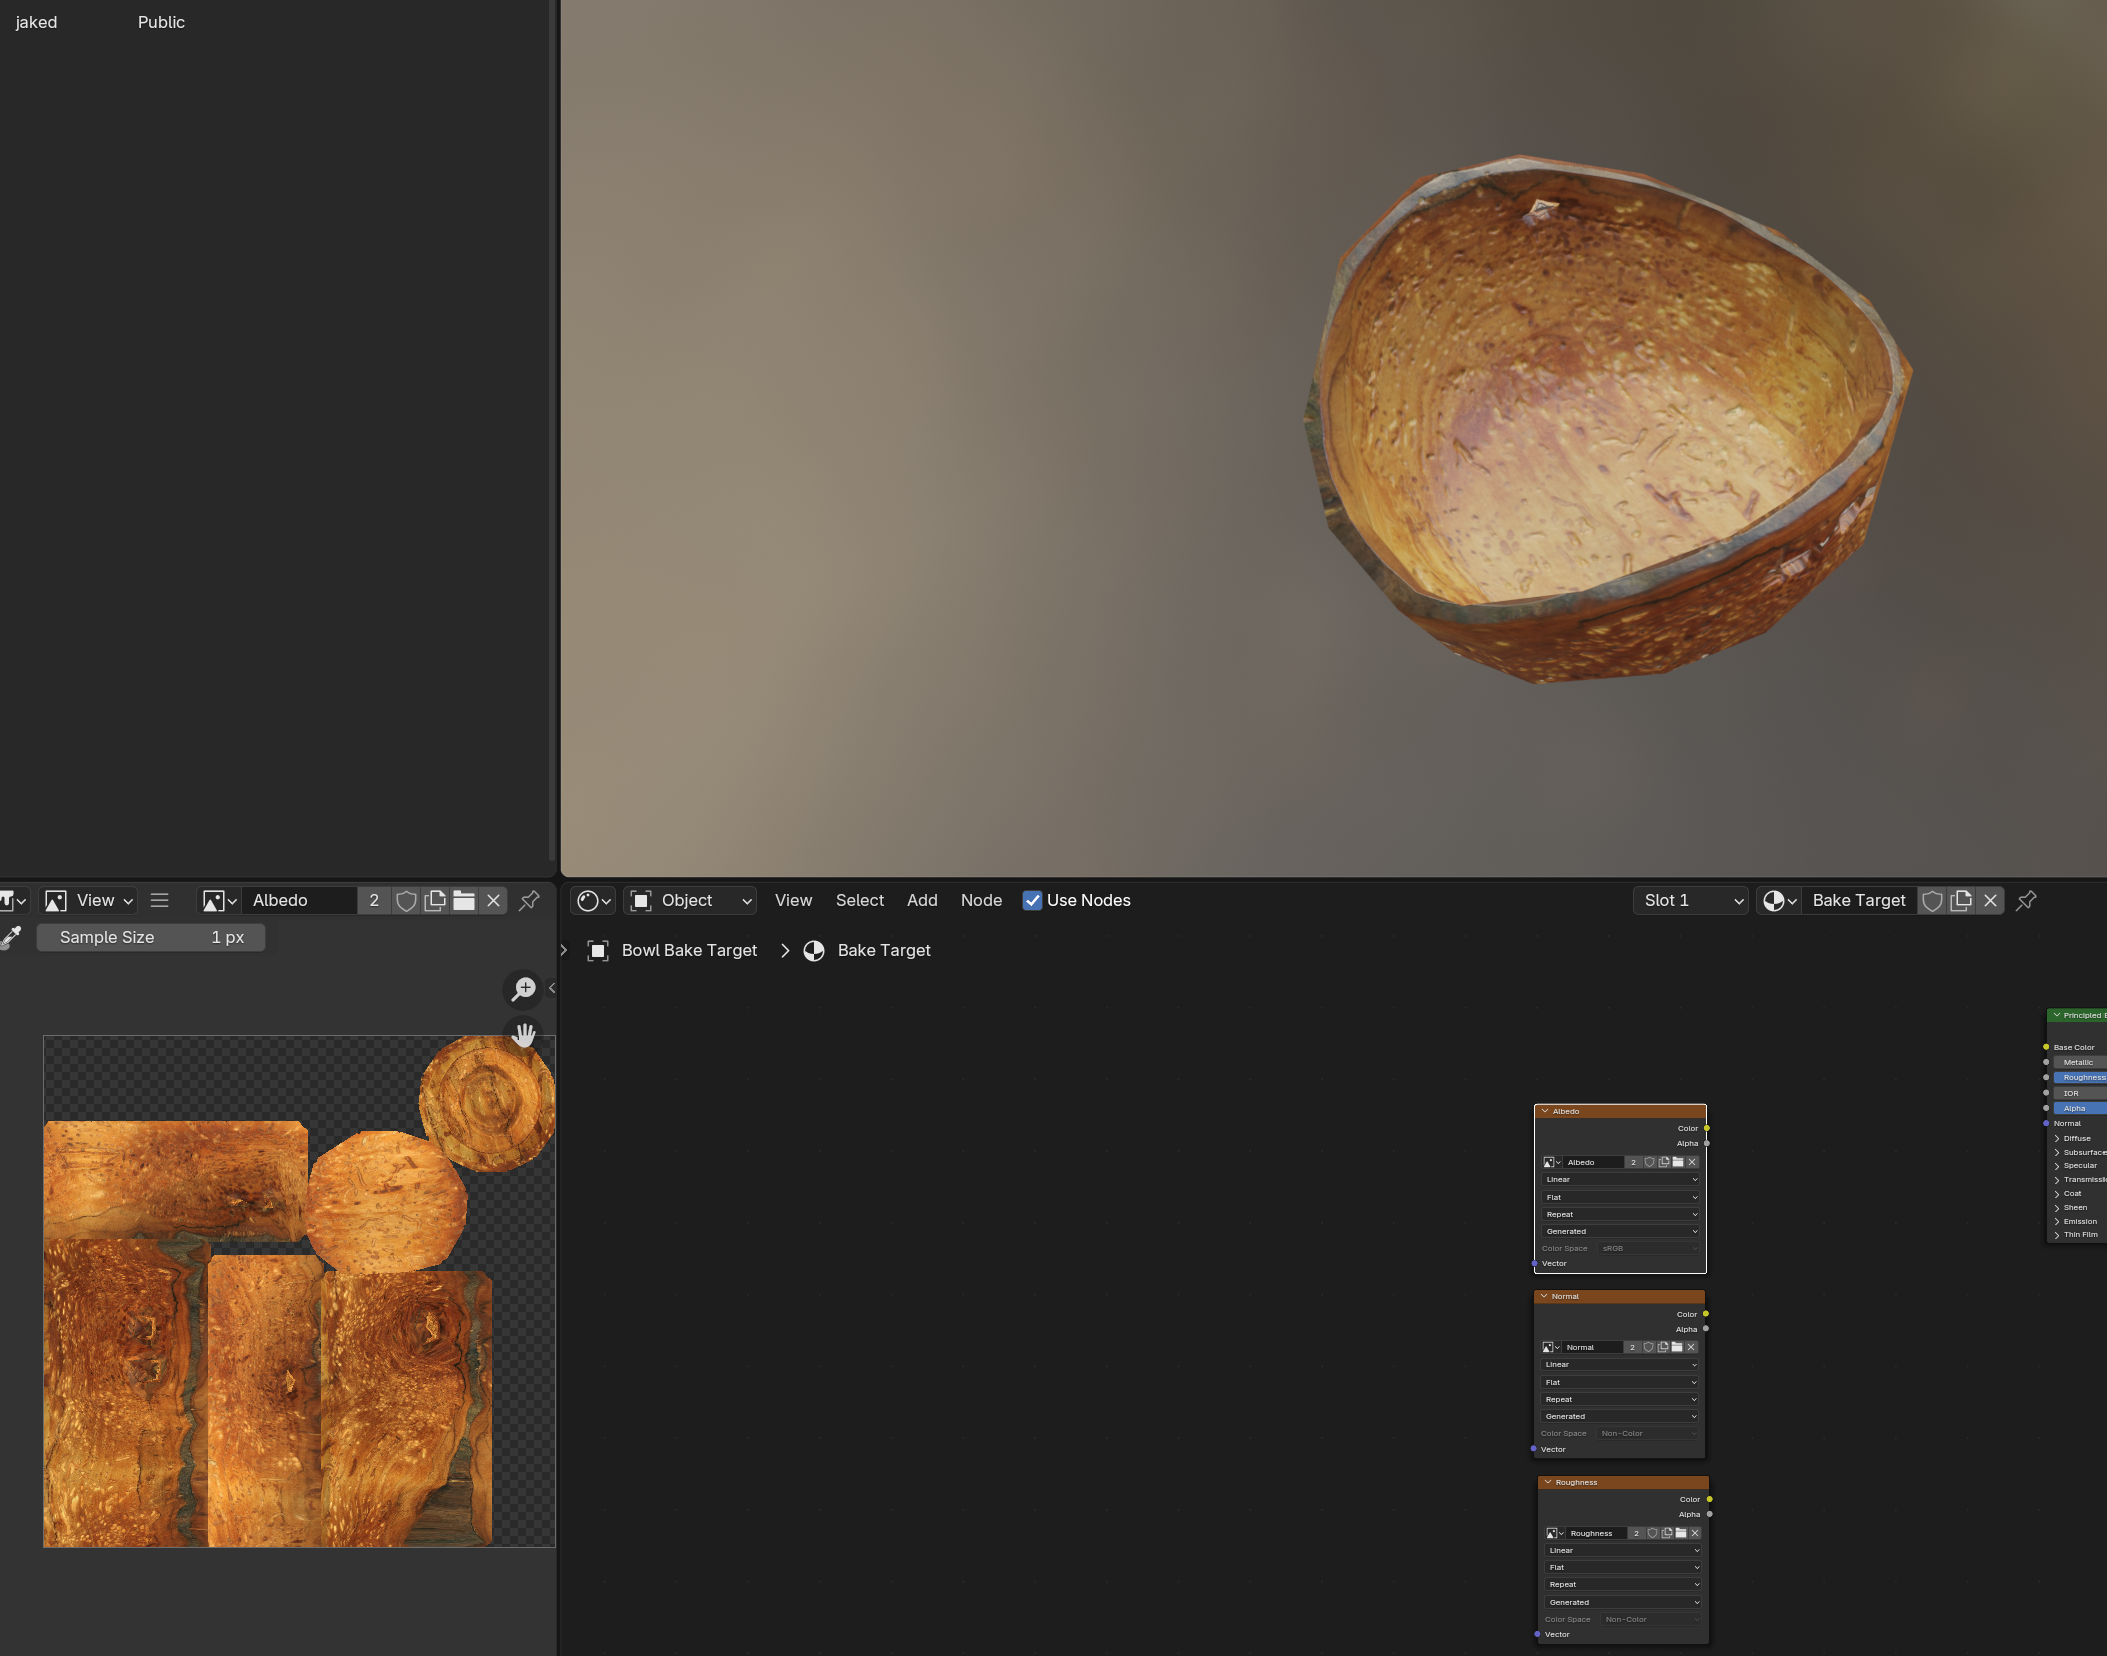 jaked Public
View Albedo 2
Sample Size 1 px
Object View Select Add Node Use Nodes Slot 1 Bake Target
Bowl Bake Target Bake Target
Principled
Base Color
Metallic
Roughness
IOR
Alpha
Normal
Diffuse
Subsurface
Specular
Coat
Sheen
Emission
Thin Film
Albedo
Color
Alpha
Albedo 2
Linear
Flat
Repeat
Generated
Color Space sRGB
Vector
Normal
Color
Alpha
Normal 2
Linear
Flat
Repeat
Generated
Color Space Non-Color
Vector
Roughness
Color
Alpha
Roughness 2
Linear
Flat
Repeat
Generated
Color Space Non-Color
Vector